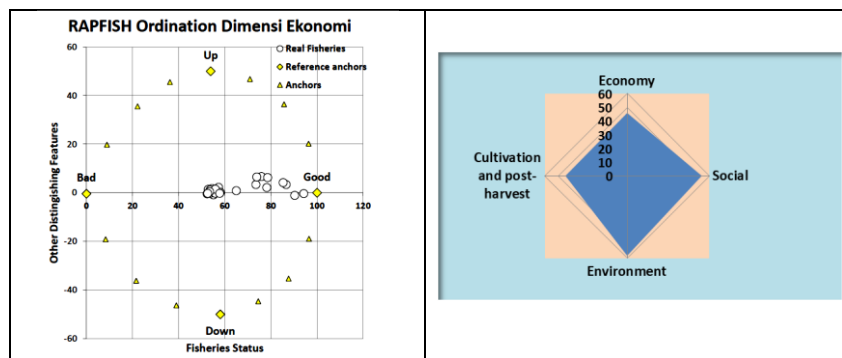 RAPFISH Ordination Dimensi Ekonomi
60
40
20
0
-20
-40
-60
Other Distingishing Features
Up
Real Fisheries
Reference anchors
Anchors
Bad
Good
0
20
40
60
80
100
120
Down
Fisheries Status
Economy
60
50
40
30
20
10
0
Cultivation
and post-
harvest
Social
Environment